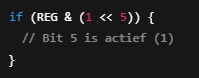 if (REG & (1 << 5)) {
  // Bit 5 is actief (1)
}